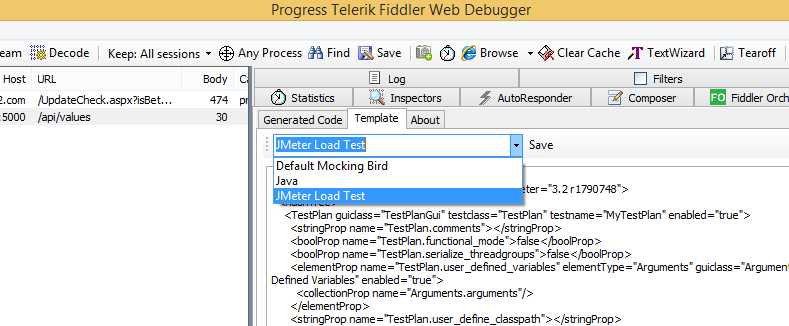 Progress Telerik Fiddler Web Debugger
eam Decode Keep: All sessions Any Process Find Save Browse Clear Cache TextWizard Tearoff
Host URL Body Ca
2.com /UpdateCheck.aspx?isBet... 474 pr
:5000 /api/values 30
Log Filters
Statistics Inspectors AutoResponder Composer FO Fiddler Orch
Generated Code Template About
JMeter Load Test Save
Default Mocking Bird
Java
JMeter Load Test
meter="3.2 r1790748">
<TestPlan guiclass="TestPlanGui" testclass="TestPlan" testname="MyTestPlan" enabled="true">
<stringProp name="TestPlan.comments"></stringProp>
<boolProp name="TestPlan.functional_mode">false</boolProp>
<boolProp name="TestPlan.serialize_threadgroups">false</boolProp>
<elementProp name="TestPlan.user_defined_variables" elementType="Arguments" guiclass="Argum
Defined Variables" enabled="true">
<collectionProp name="Arguments.arguments"/>
</elementProp>
<stringProp name="TestPlan.user_define_classpath"></stringProp>